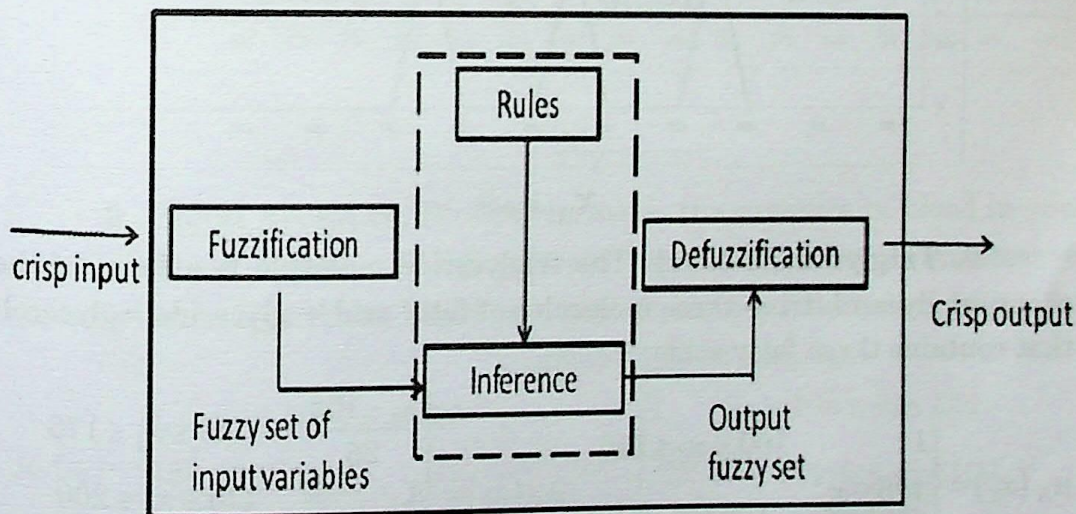 Rules
Fuzzification
Defuzzification
crisp input
Crisp output
Inference
Fuzzy set of
input variables
Output
fuzzy set